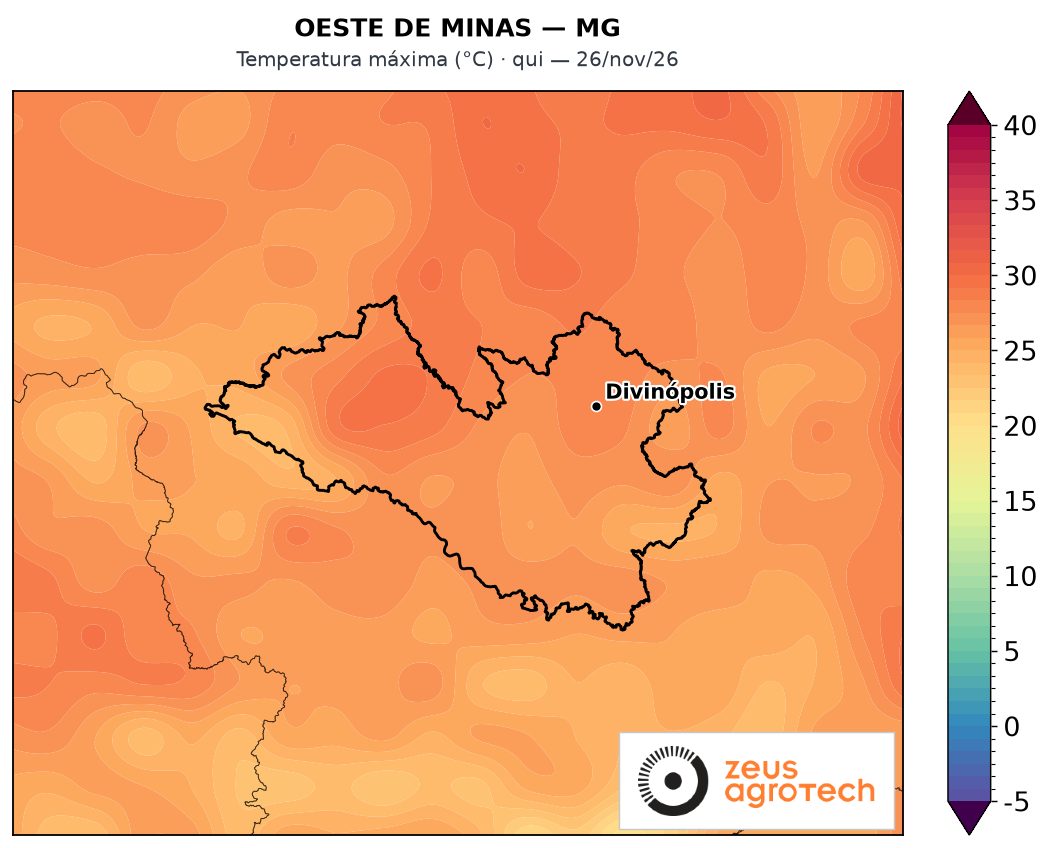 OESTE DE MINAS — MG
Temperatura máxima (°C) · qui — 26/nov/26
40
35
30
25
20
15
10
5
0
-5
Divinópolis
zeus
agrotech